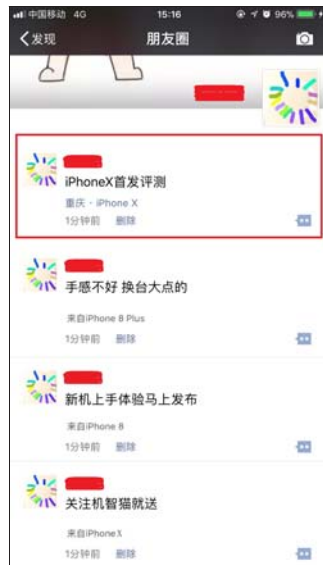 中国移动 4G 15:16 96%
发现 朋友圈
iPhoneX首发评测
重庆·iPhone X
1分钟前 删除
手感不好 换台大点的
来自iPhone 8 Plus
1分钟前 删除
新机上手体验马上发布
来自iPhone 8
1分钟前 删除
关注机智猫就送
来自iPhoneX
1分钟前 删除